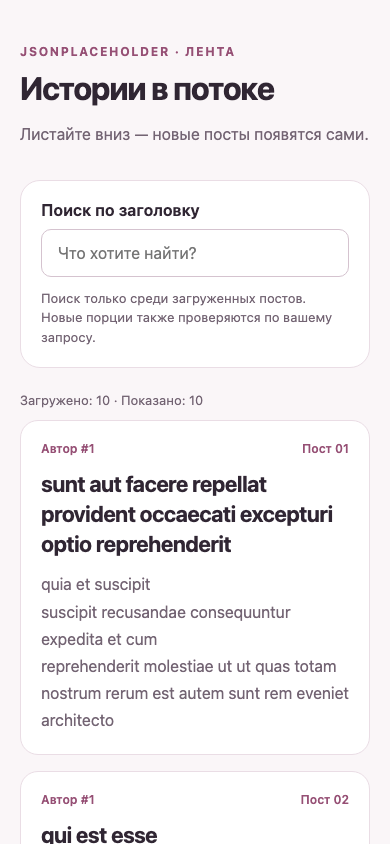 JSONPLACEHOLDER · ЛЕНТА
Истории в потоке
Листайте вниз — новые посты появятся сами.
Поиск по заголовку
Что хотите найти?
Поиск только среди загруженных постов.
Новые порции также проверяются по вашему
запросу.
Загружено: 10 · Показано: 10
Автор #1 Пост 01
sunt aut facere repellat
provident occaecati excepturi
optio reprehenderit
quia et suscipit
suscipit recusandae consequuntur
expedita et cum
reprehenderit molestiae ut ut quas totam
nostrum rerum est autem sunt rem eveniet
architecto
Автор #1 Пост 02
qui est esse